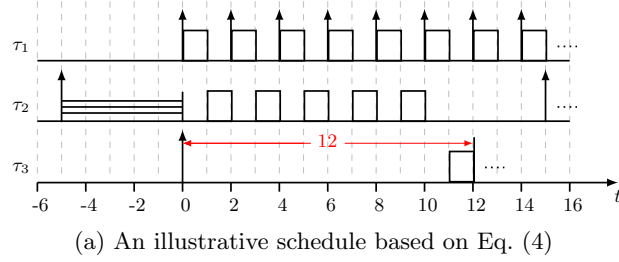 τ1 ....
τ2 ....
12
τ3 ....
-6 -4 -2 0 2 4 6 8 10 12 14 16 t
(a) An illustrative schedule based on Eq. (4)